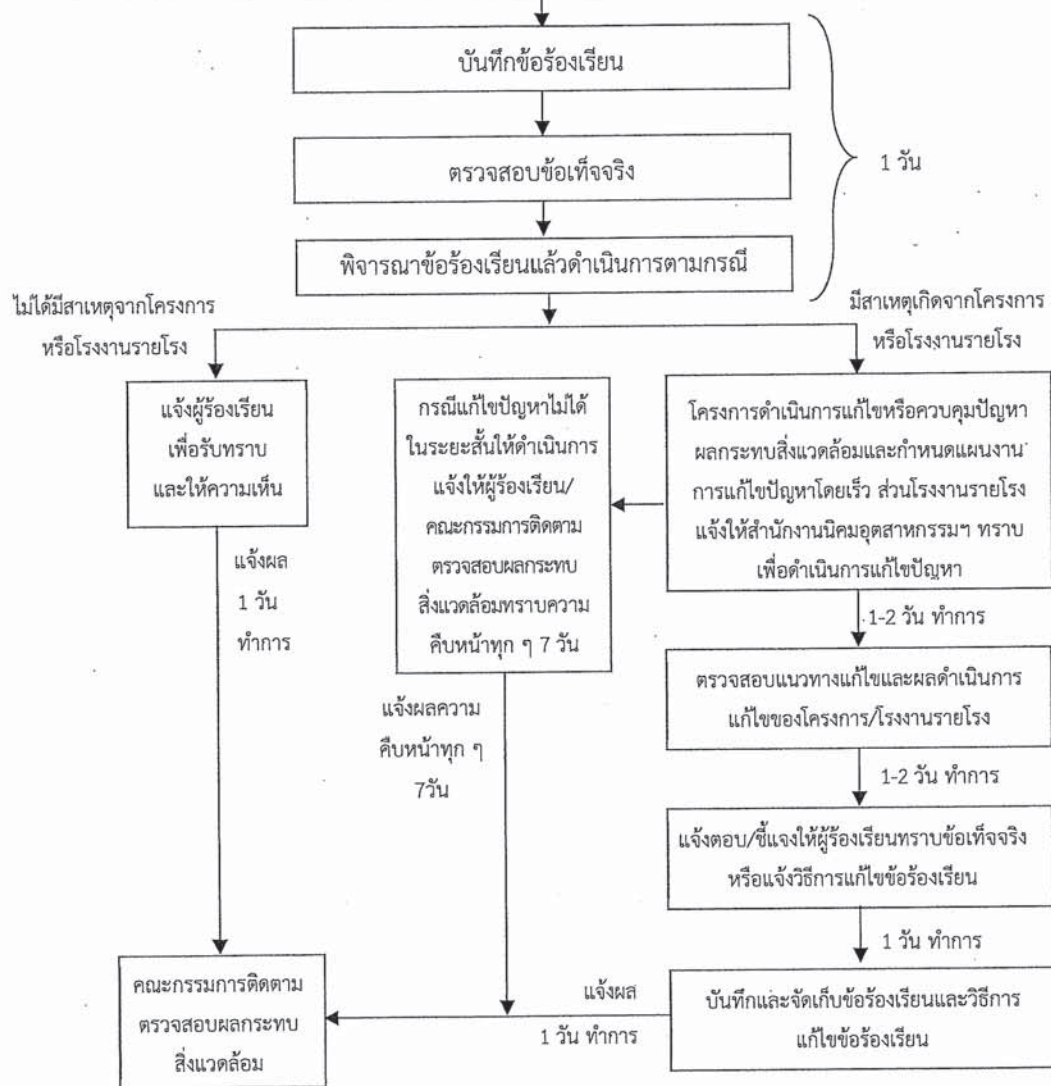 บันทึกข้อร้องเรียน
ตรวจสอบข้อเท็จจริง
1 วัน
พิจารณาข้อร้องเรียนแล้วดำเนินการตามกรณี
ไม่ได้มีสาเหตุจากโครงการ
หรือโรงงานรายโรง
มีสาเหตุเกิดจากโครงการ
หรือโรงงานรายโรง
แจ้งผู้ร้องเรียน
เพื่อรับทราบ
และให้ความเห็น
กรณีแก้ไขปัญหาไม่ได้
ในระยะสั้นให้ดำเนินการ
แจ้งให้ผู้ร้องเรียน/
คณะกรรมการติดตาม
ตรวจสอบผลกระทบ
สิ่งแวดล้อมทราบความ
คืบหน้าทุก ๆ 7 วัน
โครงการดำเนินการแก้ไขหรือควบคุมปัญหา
ผลกระทบสิ่งแวดล้อมและกำหนดแผนงาน
การแก้ไขปัญหาโดยเร็ว ส่วนโรงงานรายโรง
แจ้งให้สำนักงานนิคมอุตสาหกรรมฯ ทราบ
เพื่อดำเนินการแก้ไขปัญหา
แจ้งผล
1 วัน
ทำการ
1-2 วัน ทำการ
ตรวจสอบแนวทางแก้ไขและผลดำเนินการ
แก้ไขของโครงการ/โรงงานรายโรง
แจ้งผลความ
คืบหน้าทุก ๆ
7วัน
1-2 วัน ทำการ
แจ้งตอบ/ชี้แจงให้ผู้ร้องเรียนทราบข้อเท็จจริง
หรือแจ้งวิธีการแก้ไขข้อร้องเรียน
1 วัน ทำการ
คณะกรรมการติดตาม
ตรวจสอบผลกระทบ
สิ่งแวดล้อม
แจ้งผล
1 วัน ทำการ
บันทึกและจัดเก็บข้อร้องเรียนและวิธีการ
แก้ไขข้อร้องเรียน